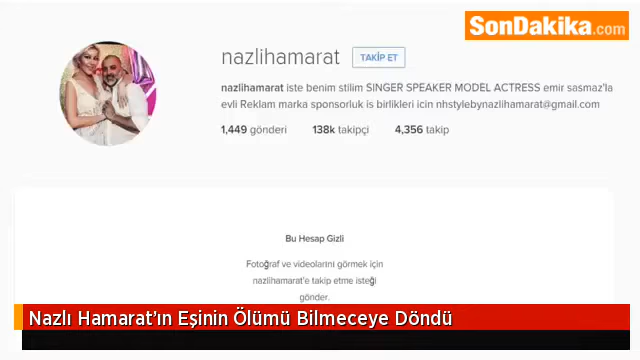 SonDakika.com
nazlihamarat TAKİP ET
nazlihamarat iste benim stilim SINGER SPEAKER MODEL ACTRESS emir sasmaz'la
evli Reklam marka sponsorluk is birlikleri icin nhstylebynazlihamarat@gmail.com
1,449 gönderi 138k takipçi 4,356 takip
Bu Hesap Gizli
Fotoğraf ve videolarını görmek için
nazlihamarat'e takip etme isteği
gönder.
Nazlı Hamarat'ın Eşinin Ölümü Bilmeceye Döndü